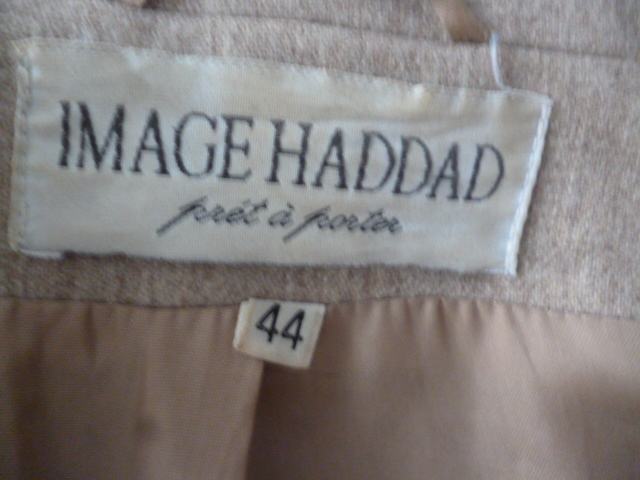 IMAGE HADDAD
prêt à porter
44